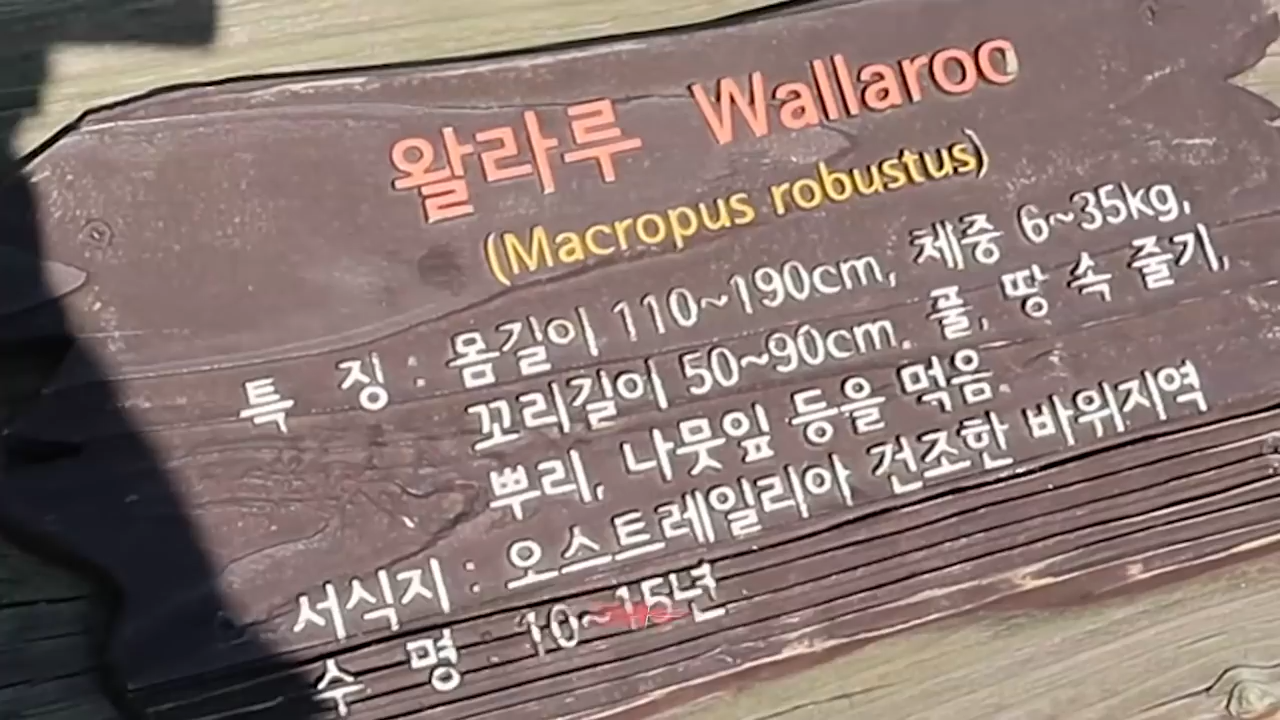 왈라루 Wallaroo
(Macropus robustus)
특 징 : 몸길이 110~190cm, 체중 6~35kg,
꼬리길이 50~90cm. 풀, 땅 속 줄기,
뿌리, 나뭇잎 등을 먹음.
서식지 : 오스트레일리아 건조한 바위지역
수 명 : 10~15년